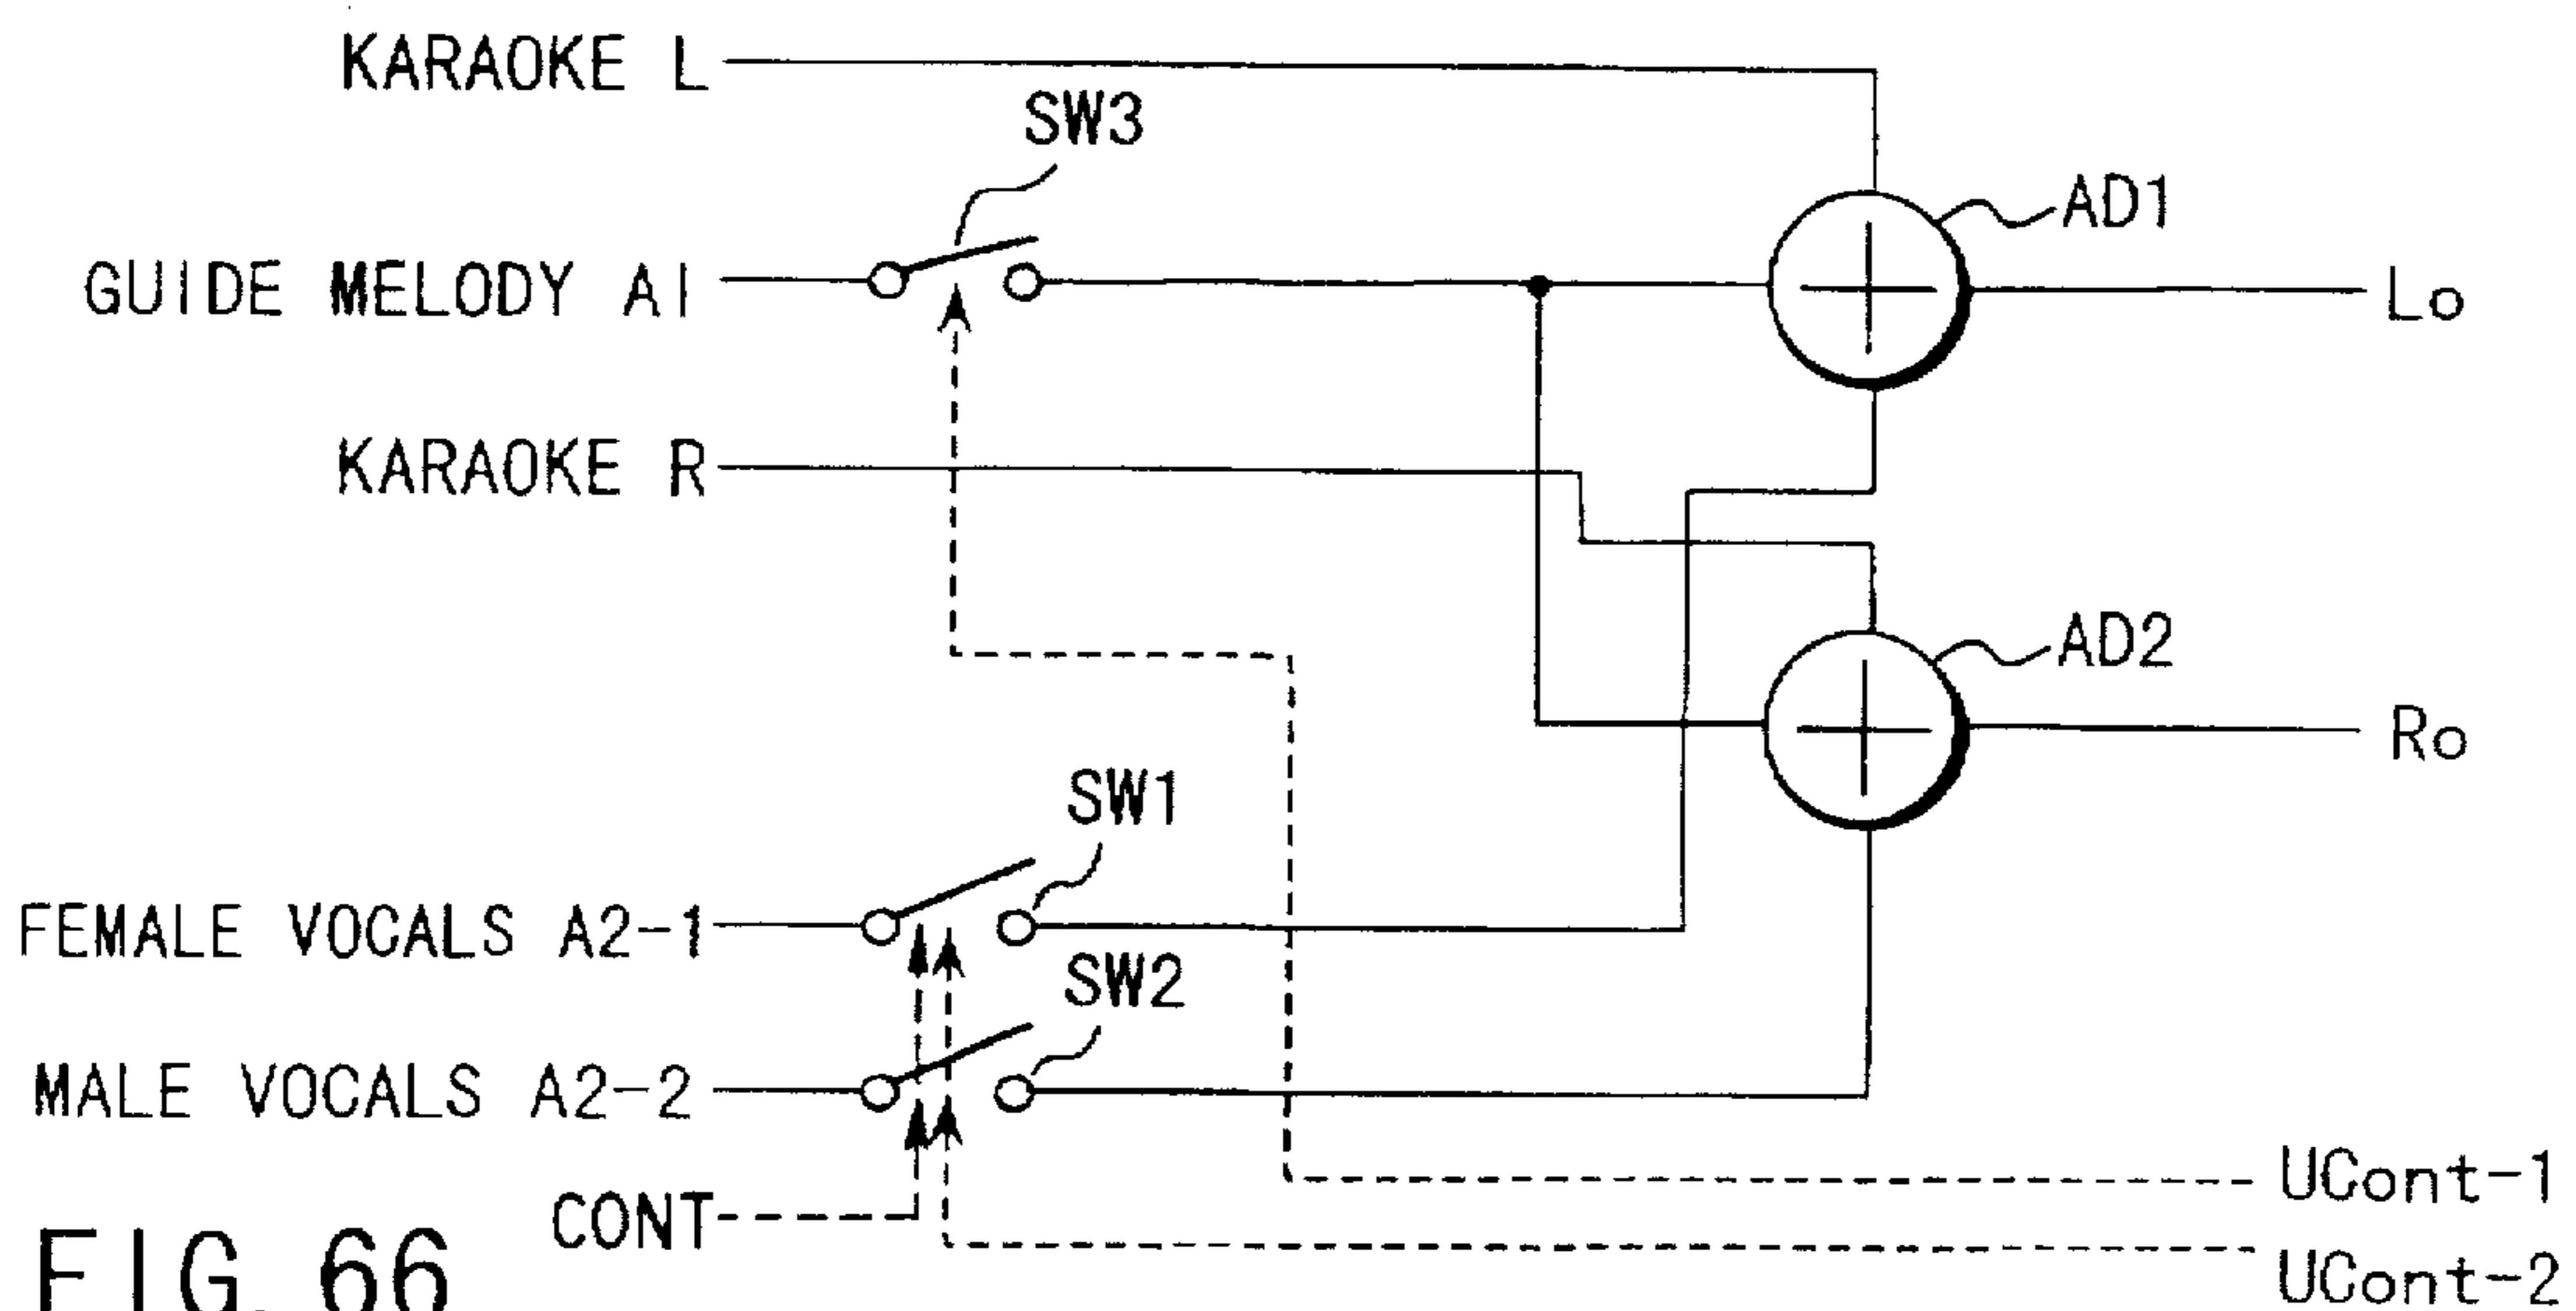 KARAOKE L
SW3
AD1
GUIDE MELODY A1
Lo
KARAOKE R
AD2
Ro
SW1
FEMALE VOCALS A2-1
SW2
MALE VOCALS A2-2
UCont-1
CONT
UCont-2
FIG. 66